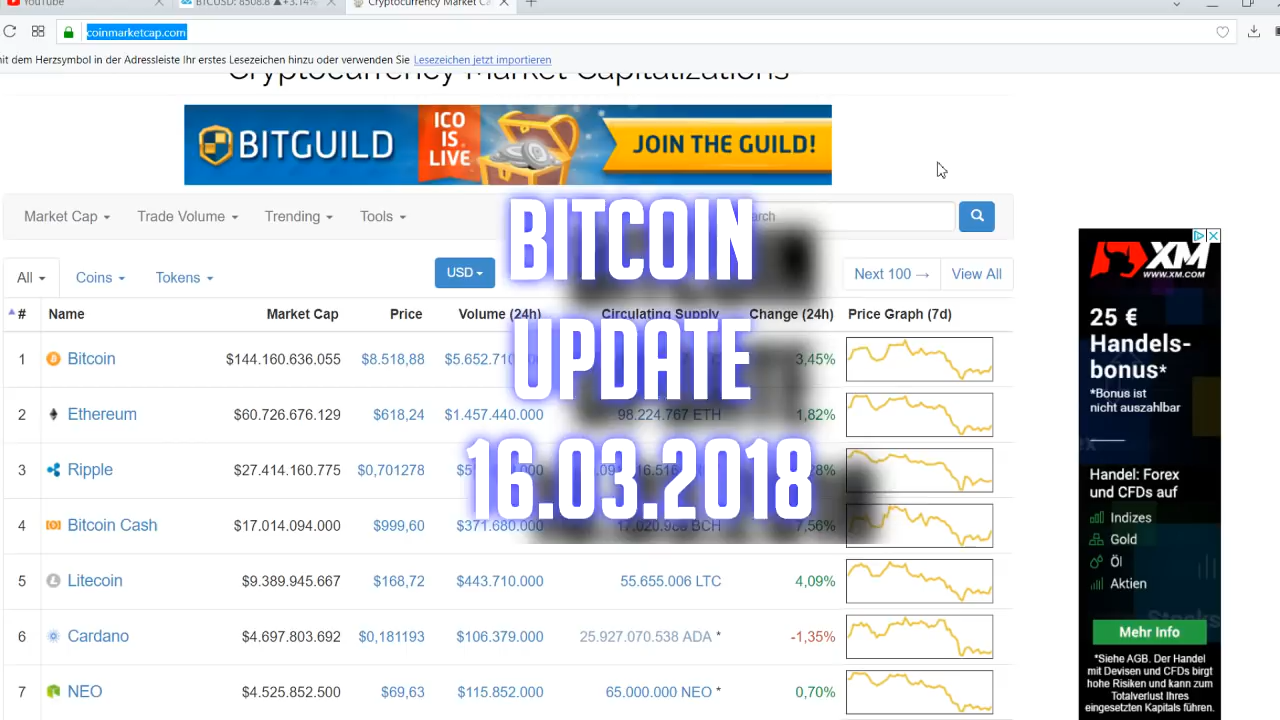 YouTube
BTCUSD: 8508.8 ▲+3.14%
Cryptocurrency Market Ca
coinmarketcap.com
mit dem Herzsymbol in der Adressleiste Ihr erstes Lesezeichen hinzu oder verwenden Sie Lesezeichen jetzt importieren
Cryptocurrency Market Capitalizations
BITGUILD ICO IS LIVE JOIN THE GUILD!
Market Cap Trade Volume Trending Tools
All Coins Tokens USD Next 100 → View All
# Name Market Cap Price Volume (24h) Circulating Supply Change (24h) Price Graph (7d)
1 Bitcoin $144.160.636.055 $8.518,88 3,45%
2 Ethereum $60.726.676.129 $618,24 $1.457.440.000 98.224.767 ETH 1,82%
3 Ripple $27.414.160.775 $0,701278
4 Bitcoin Cash $17.014.094.000 $999,60 $371.680.000 17.020.988 BCH 7,56%
5 Litecoin $9.389.945.667 $168,72 $443.710.000 55.655.006 LTC 4,09%
6 Cardano $4.697.803.692 $0,181193 $106.379.000 25.927.070.538 ADA * -1,35%
7 NEO $4.525.852.500 $69,63 $115.852.000 65.000.000 NEO * 0,70%
BITCOIN
UPDATE
16.03.2018
XM
WWW.XM.COM
25 €
Handels-
bonus*
*Bonus ist
nicht auszahlbar
Handel: Forex
und CFDs auf
Indizes
Gold
Öl
Aktien
Mehr Info
*Siehe AGB. Der Handel
mit Devisen und CFDs birgt
hohe Risiken und kann zum
Totalverlust Ihres
eingesetzten Kapitals führen.